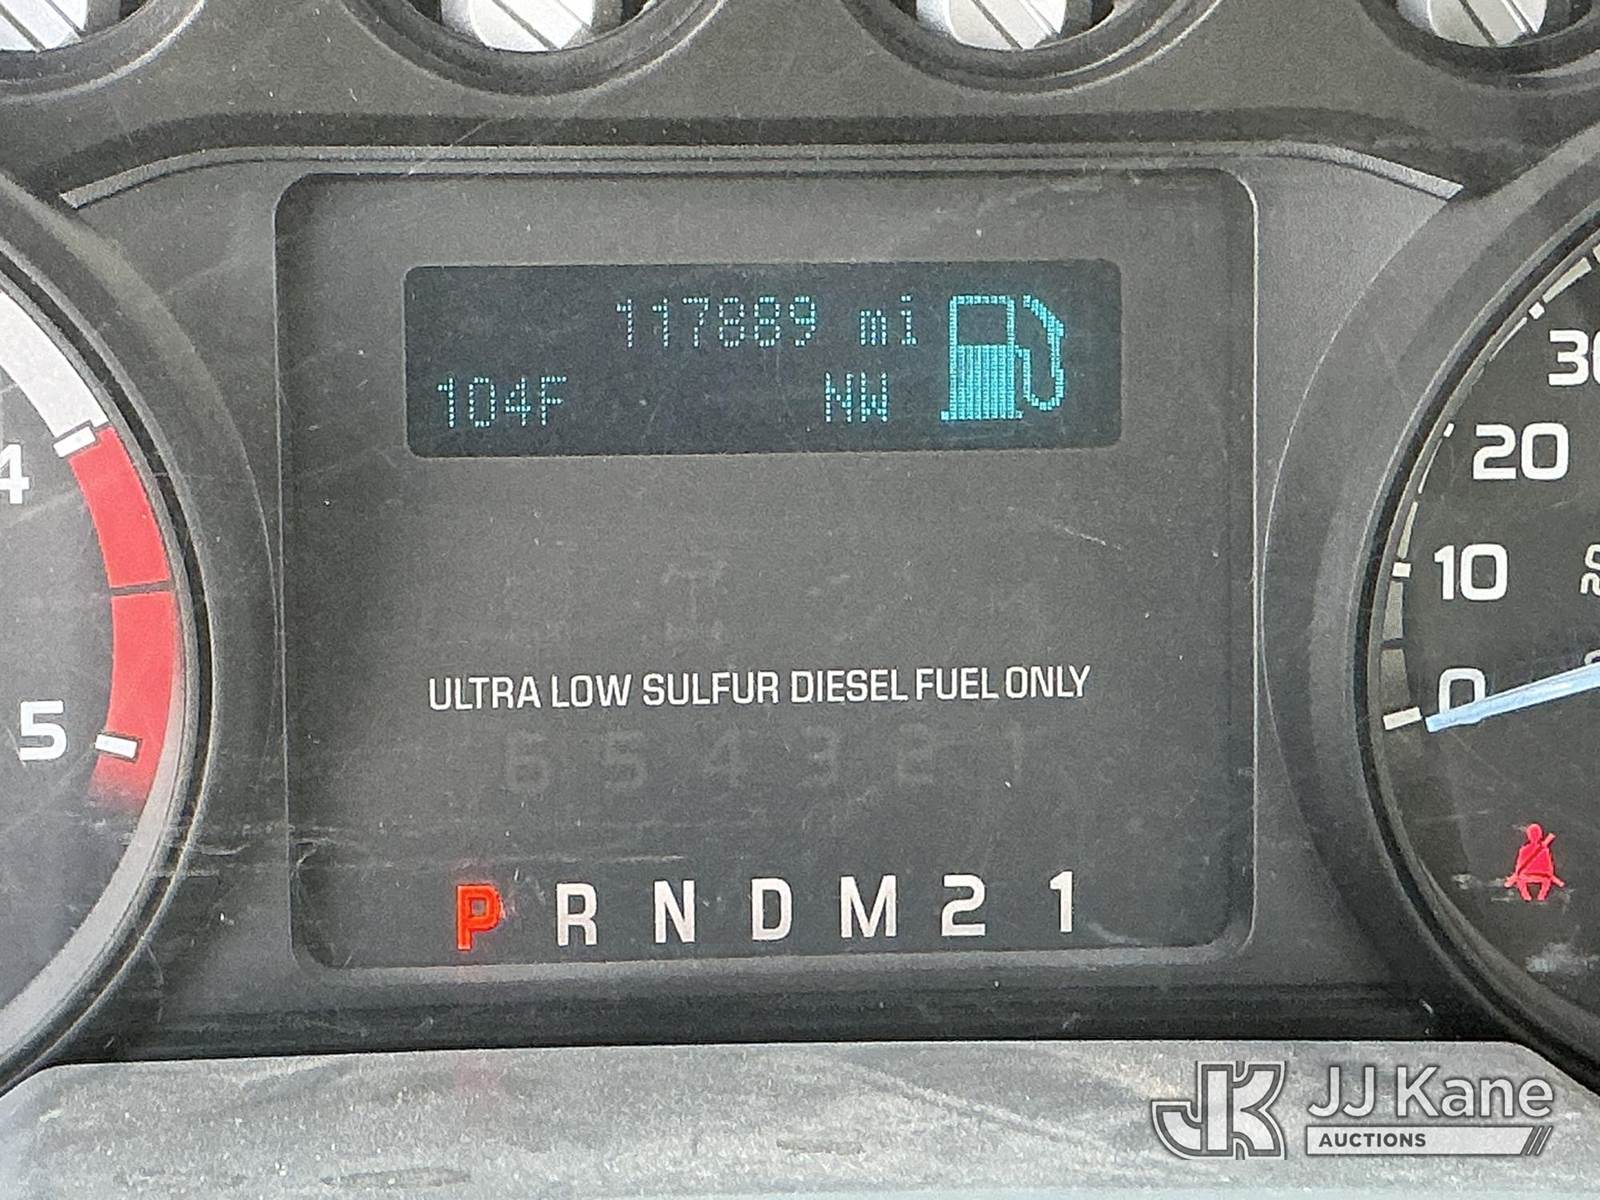 117889 mi
104F NW
30
20
10
0
4
5
ULTRA LOW SULFUR DIESEL FUEL ONLY
6 5 4 3 2 1
P R N D M 2 1
JJ Kane
AUCTIONS